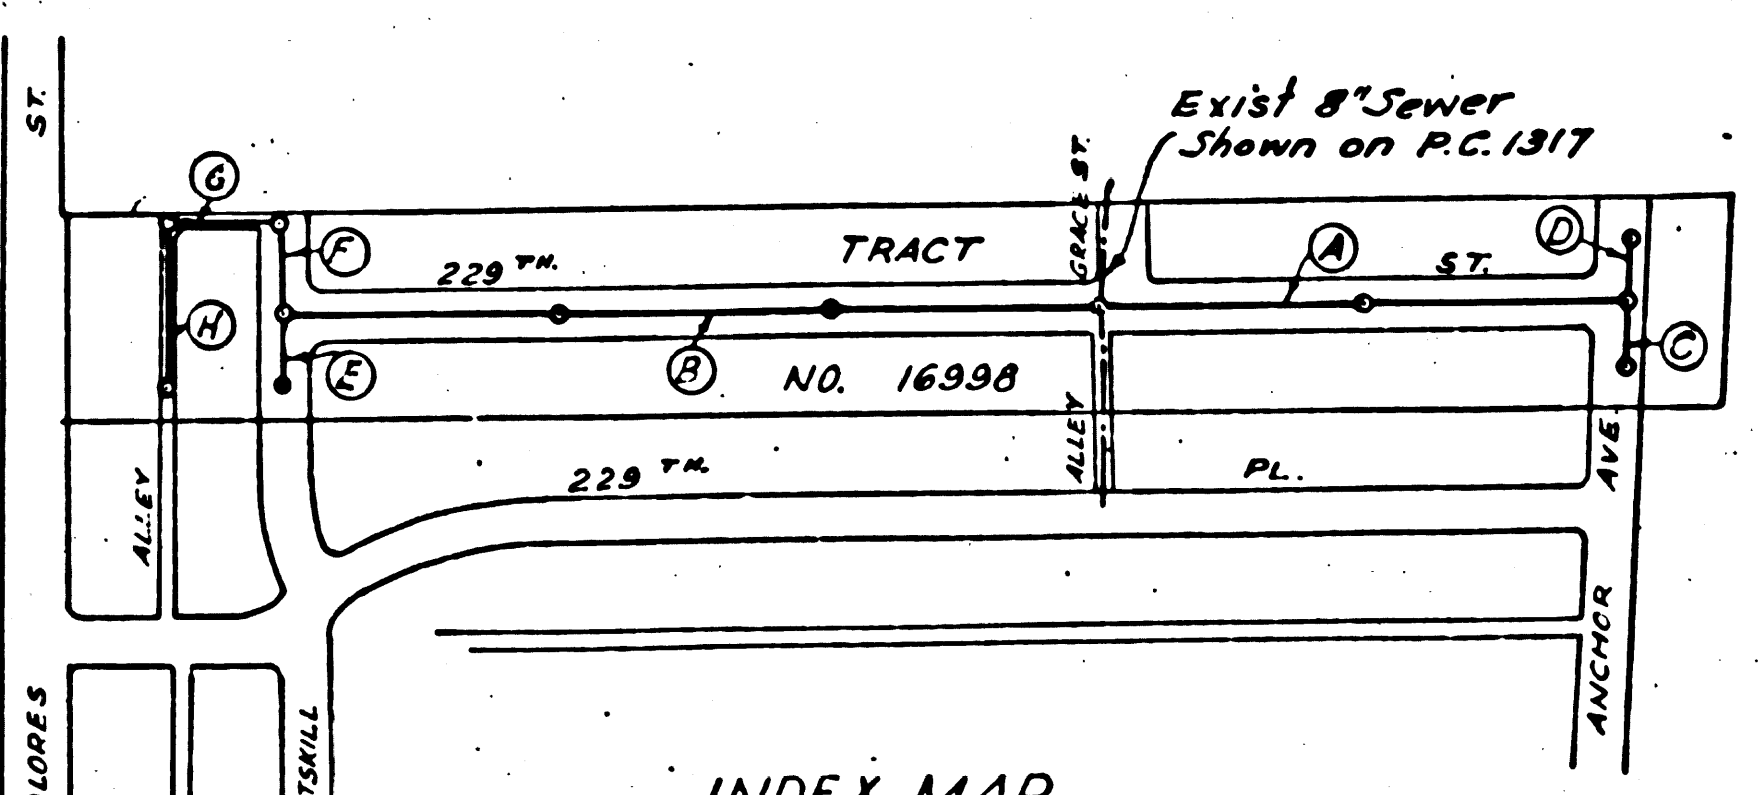 ST.
Exist 8" Sewer
Shown on P.C. 1317
GRACE ST.
G
F
H
E
229 TH.
TRACT
A
ST.
D
B
C
NO. 16998
ALLEY
ALLEY
229 TH.
PL.
AVE.
ANCHOR
LORES
TSKILL
INDEX MAP